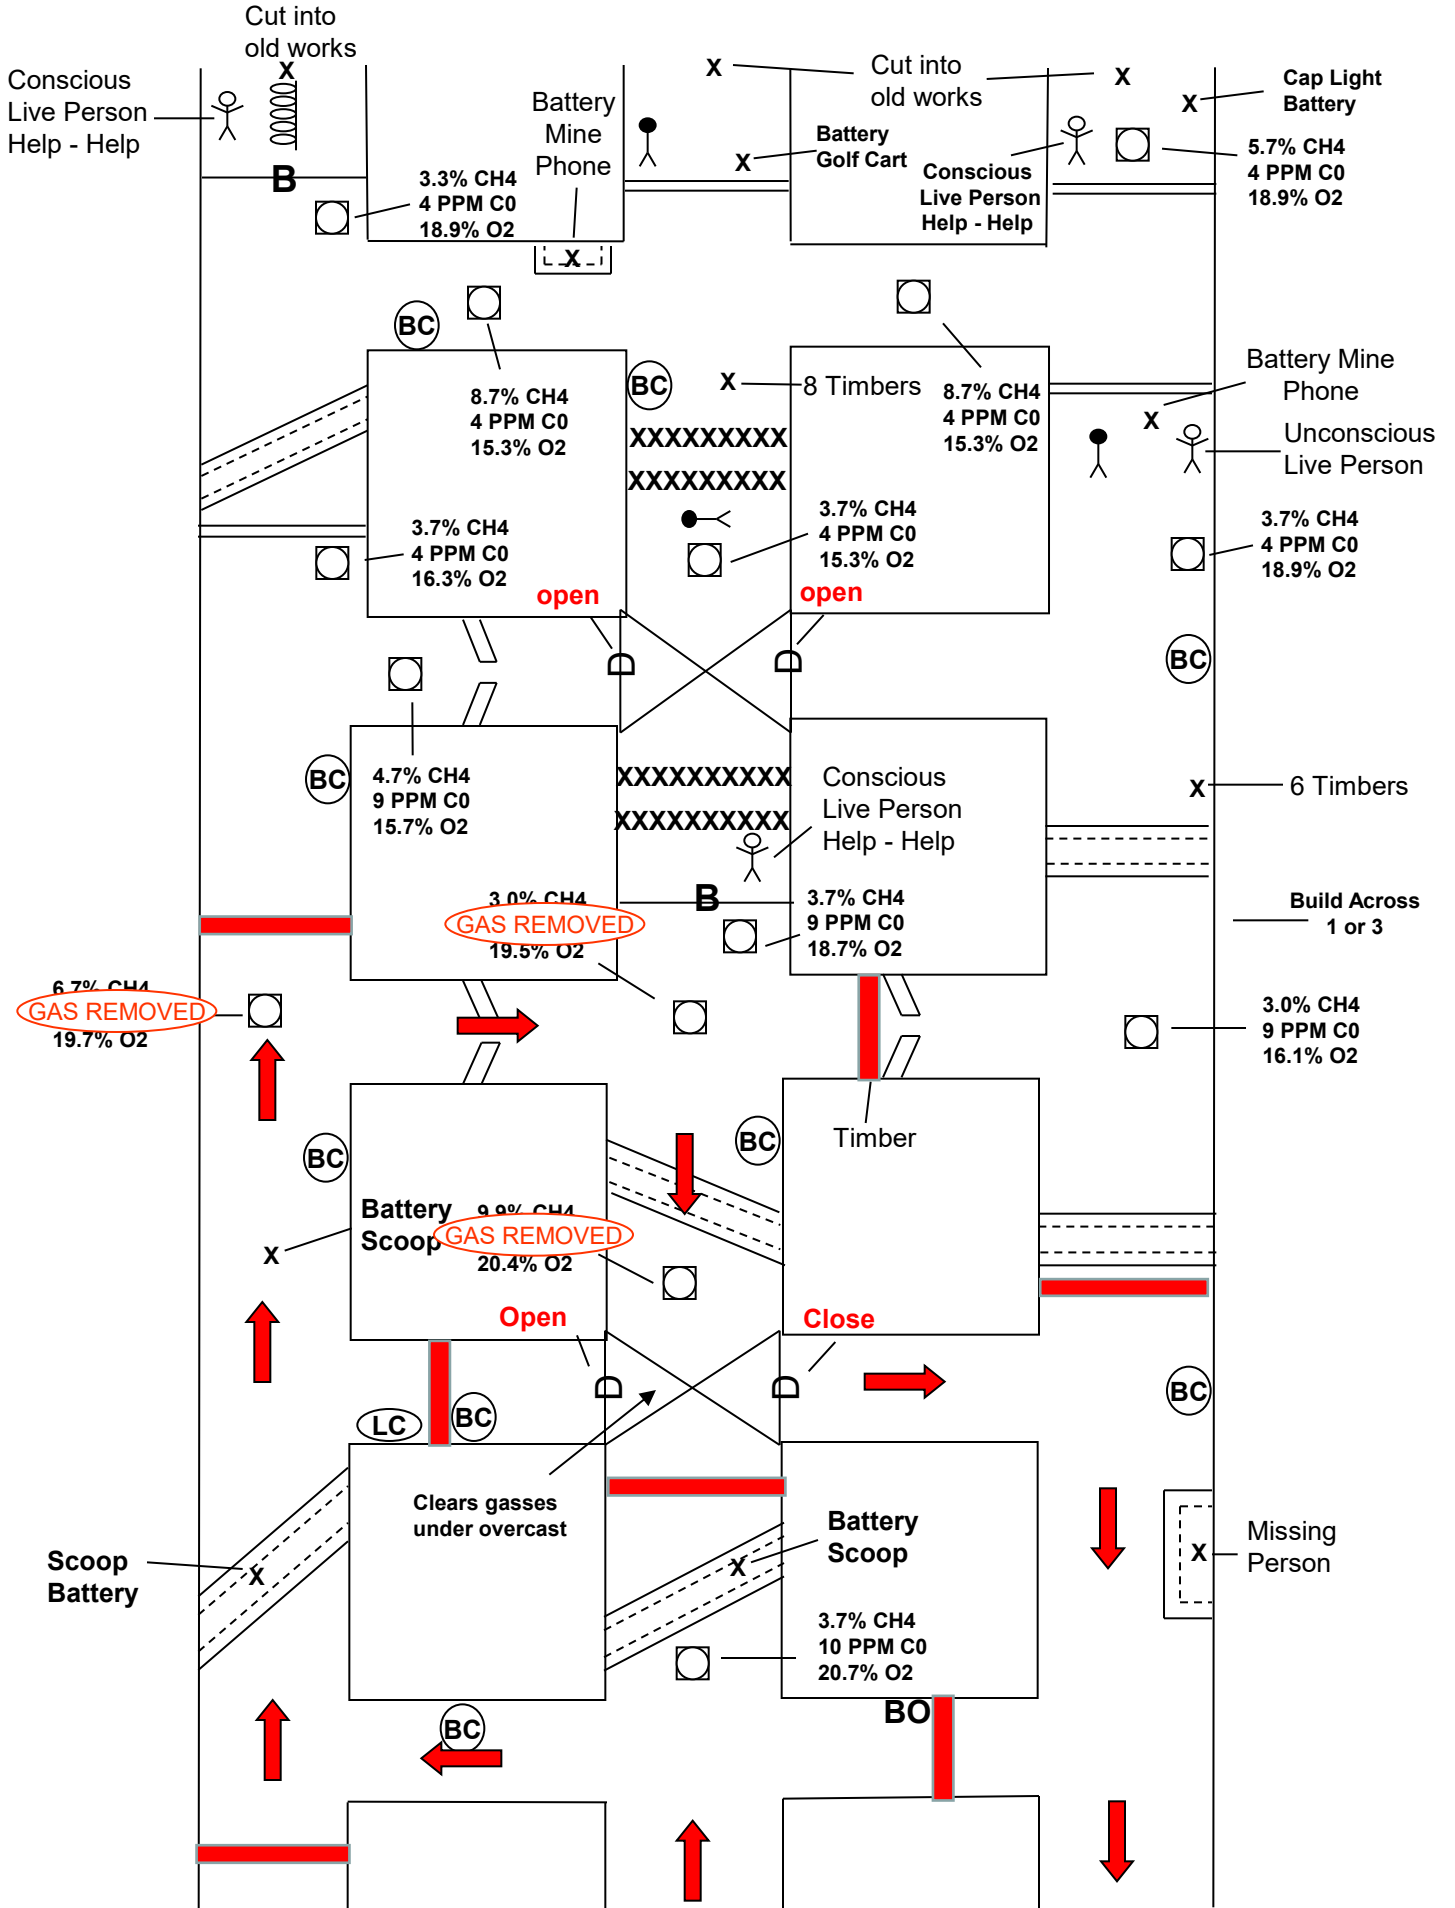 Cut into
old works
Conscious
Live Person
Help - Help
X
B
3.3% CH4
4 PPM C0
18.9% O2
Battery
Mine
Phone
X
X
Cut into
old works
X
Battery
Golf Cart
X
Conscious
Live Person
Help - Help
X
X
Cap Light
Battery
5.7% CH4
4 PPM C0
18.9% O2
BC
8.7% CH4
4 PPM C0
15.3% O2
BC
X
8 Timbers
XXXXXXXXX
XXXXXXXXX
8.7% CH4
4 PPM C0
15.3% O2
Battery Mine
Phone
X
Unconscious
Live Person
3.7% CH4
4 PPM C0
16.3% O2
3.7% CH4
4 PPM C0
15.3% O2
3.7% CH4
4 PPM C0
18.9% O2
open
open
D
D
BC
BC
4.7% CH4
9 PPM C0
15.7% O2
XXXXXXXXXX
XXXXXXXXXX
Conscious
Live Person
Help - Help
X
6 Timbers
B
3.0% CH4
GAS REMOVED
19.5% O2
3.7% CH4
9 PPM C0
18.7% O2
Build Across
1 or 3
6.7% CH4
GAS REMOVED
19.7% O2
3.0% CH4
9 PPM C0
16.1% O2
BC
BC
Timber
Battery
Scoop
X
9.9% CH4
GAS REMOVED
20.4% O2
Open
Close
D
D
LC
BC
BC
Clears gasses
under overcast
Battery
Scoop
X
Missing
Person
X
Scoop
Battery
X
3.7% CH4
10 PPM C0
20.7% O2
BC
BO